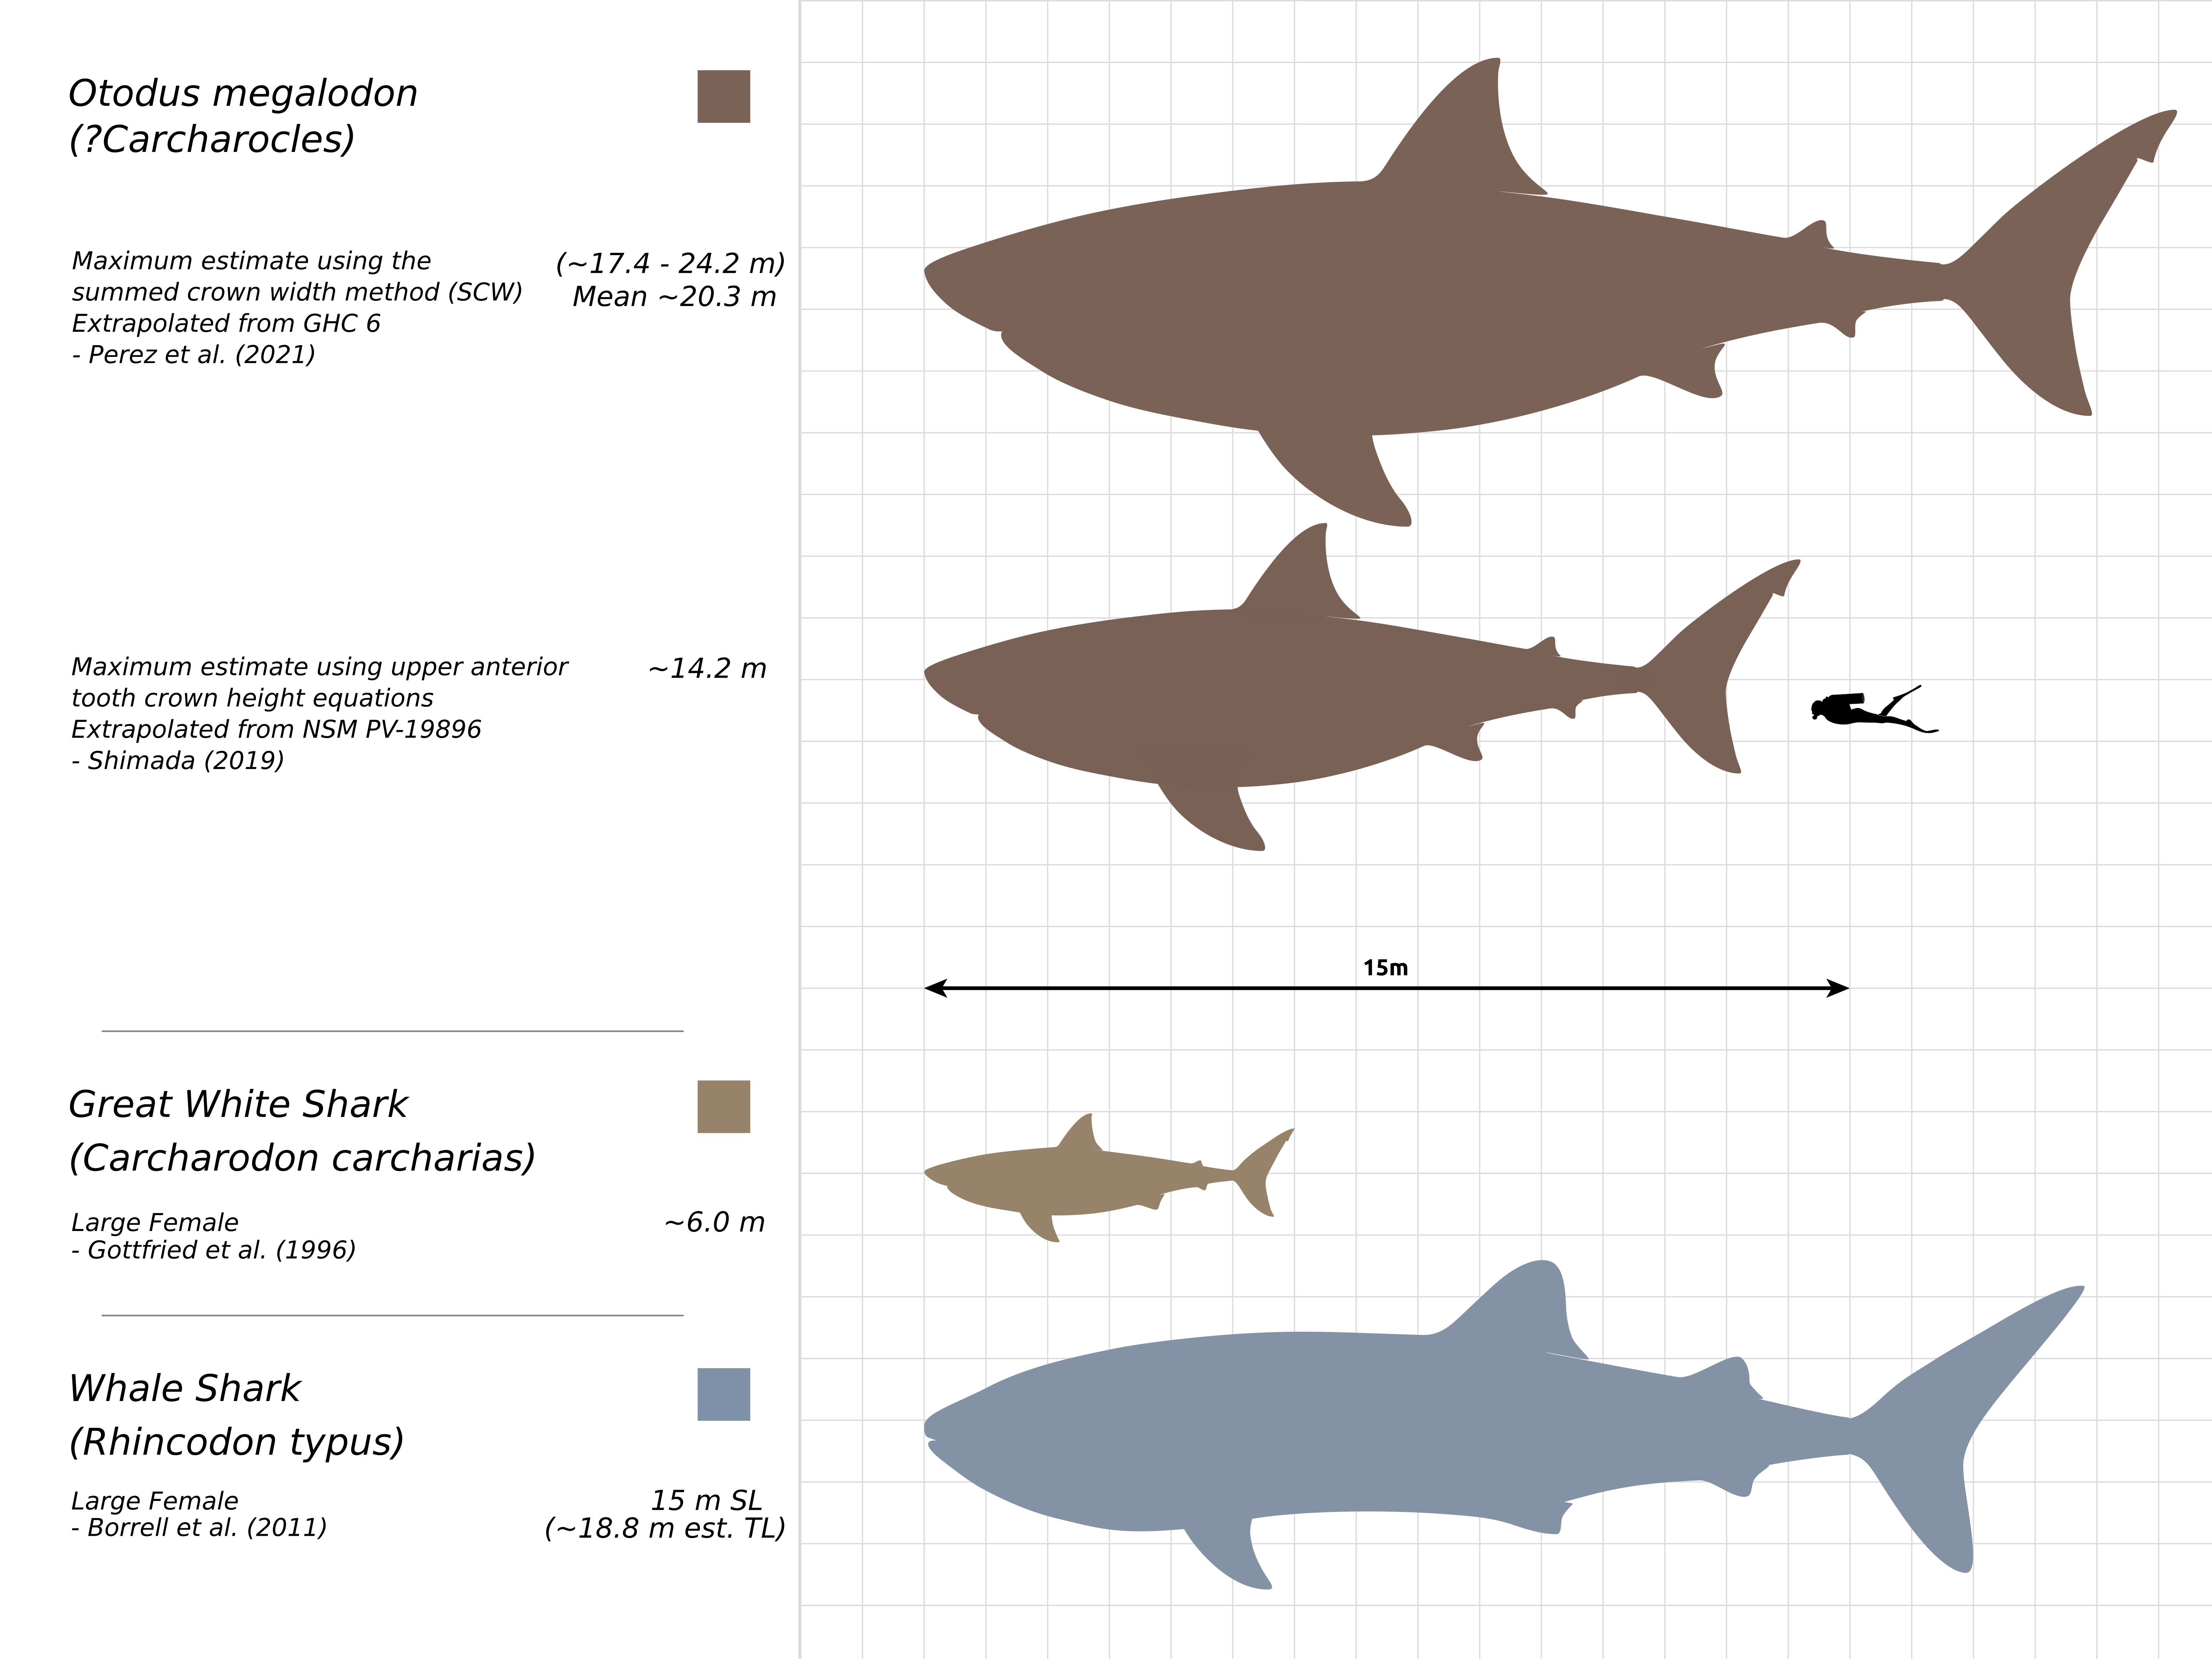 Otodus megalodon
(?Carcharocles)
Maximum estimate using the
summed crown width method (SCW)
Extrapolated from GHC 6
- Perez et al. (2021)
(~17.4 - 24.2 m)
Mean ~20.3 m
Maximum estimate using upper anterior
tooth crown height equations
Extrapolated from NSM PV-19896
- Shimada (2019)
~14.2 m
15m
Great White Shark
(Carcharodon carcharias)
Large Female
- Gottfried et al. (1996)
~6.0 m
Whale Shark
(Rhincodon typus)
Large Female
- Borrell et al. (2011)
15 m SL
(~18.8 m est. TL)